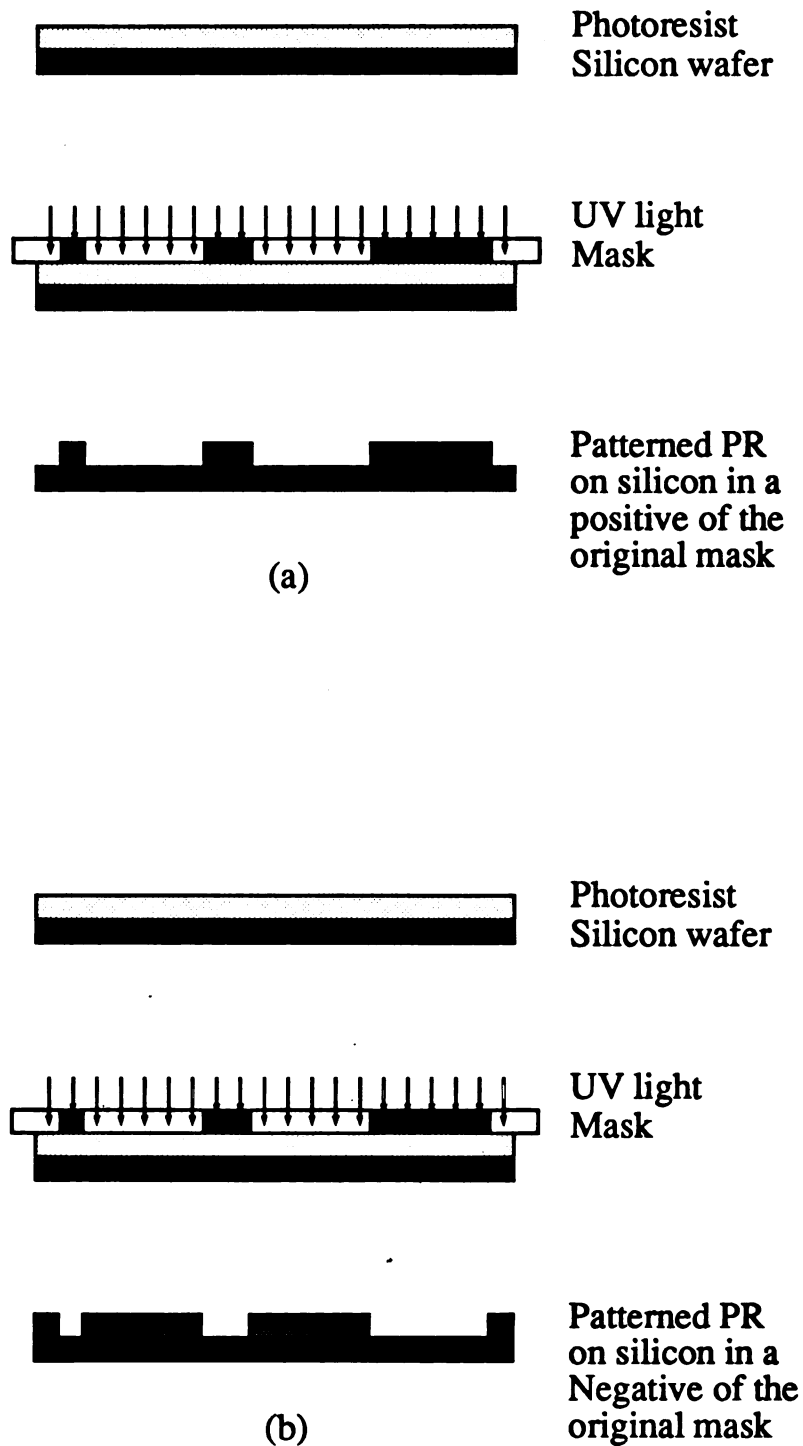 Photoresist
Silicon wafer
UV light
Mask
Patterned PR
on silicon in a
positive of the
original mask
(a)
Photoresist
Silicon wafer
UV light
Mask
Patterned PR
on silicon in a
Negative of the
original mask
(b)